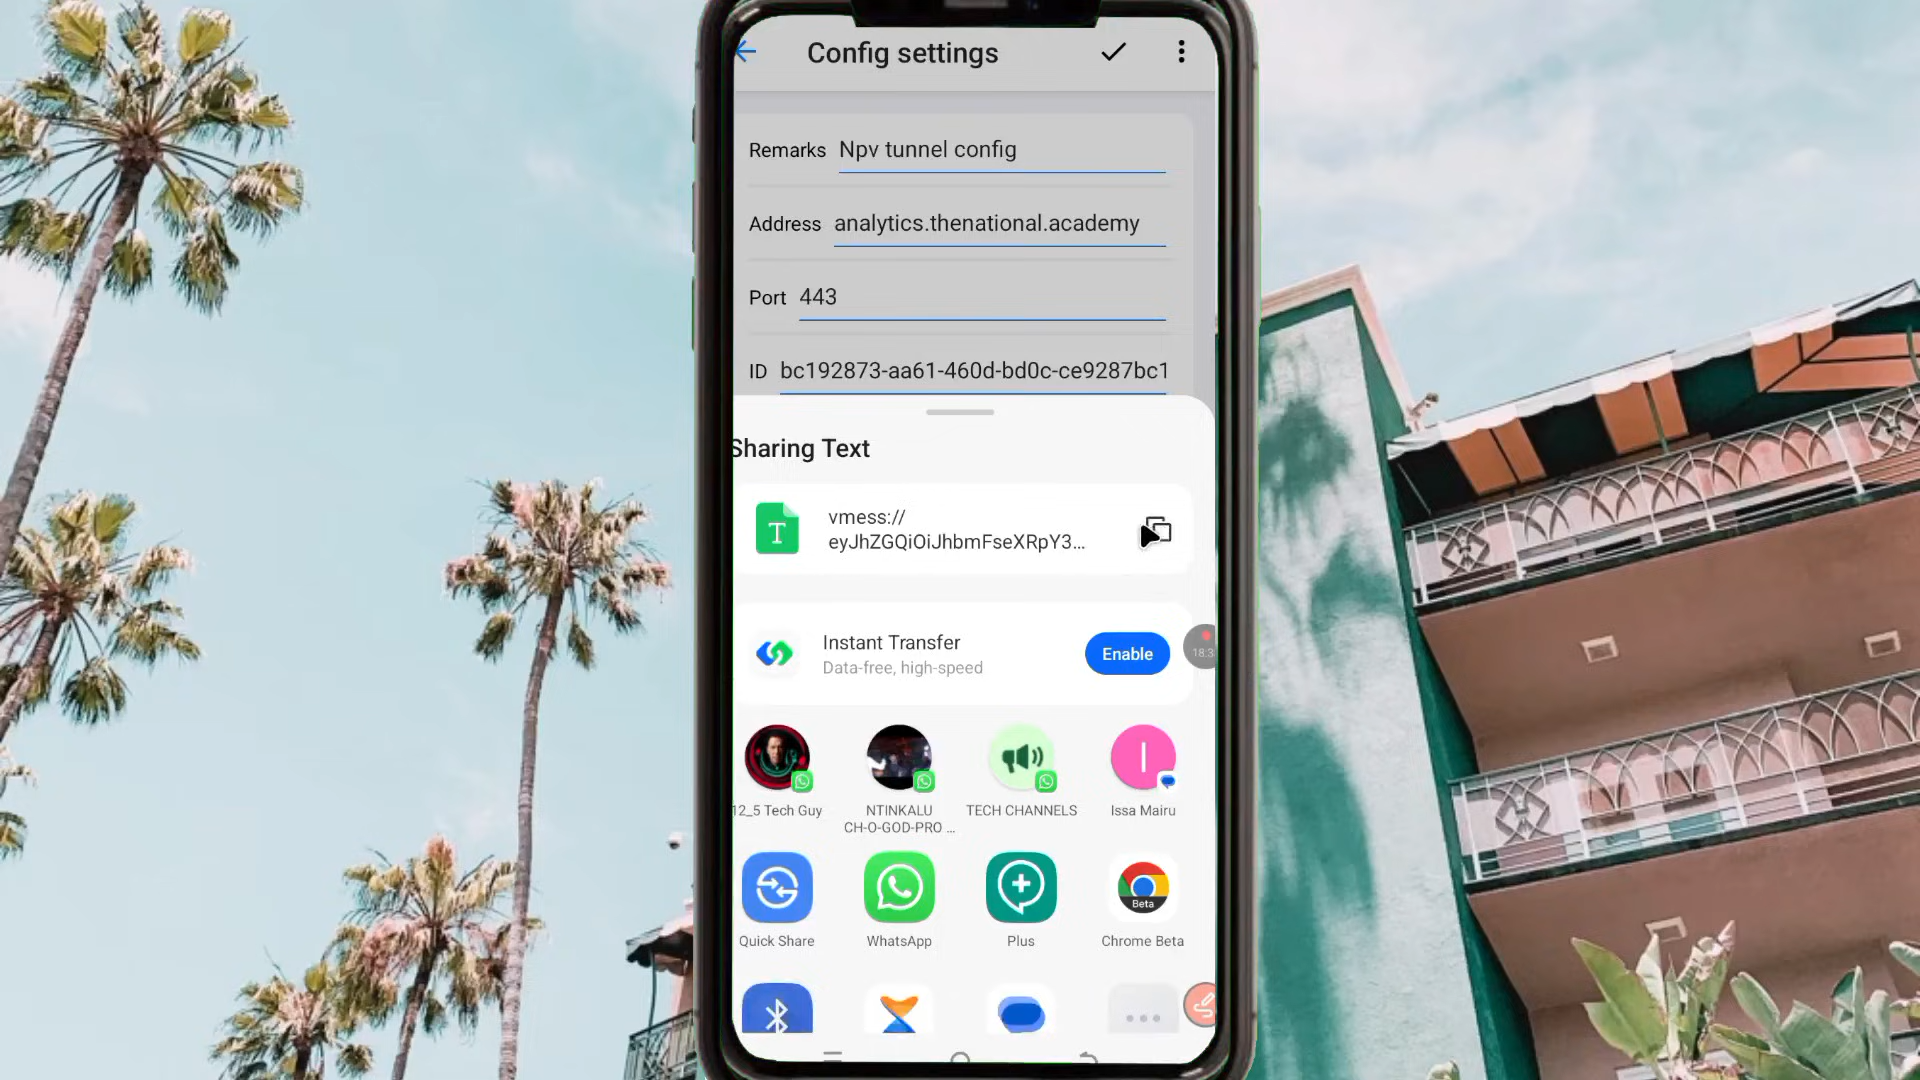 Config settings
Remarks Npv tunnel config
Address analytics.thenational.academy
Port 443
ID bc192873-aa61-460d-bd0c-ce9287bc1
Sharing Text
T
vmess://
eyJhZGQiOiJhbmFseXRpY3...
Instant Transfer
Data-free, high-speed
Enable
18:3
12_5 Tech Guy
NTINKALU
CH-O-GOD-PRO ...
TECH CHANNELS
I
Issa Mairu
Quick Share
WhatsApp
Plus
Beta
Chrome Beta